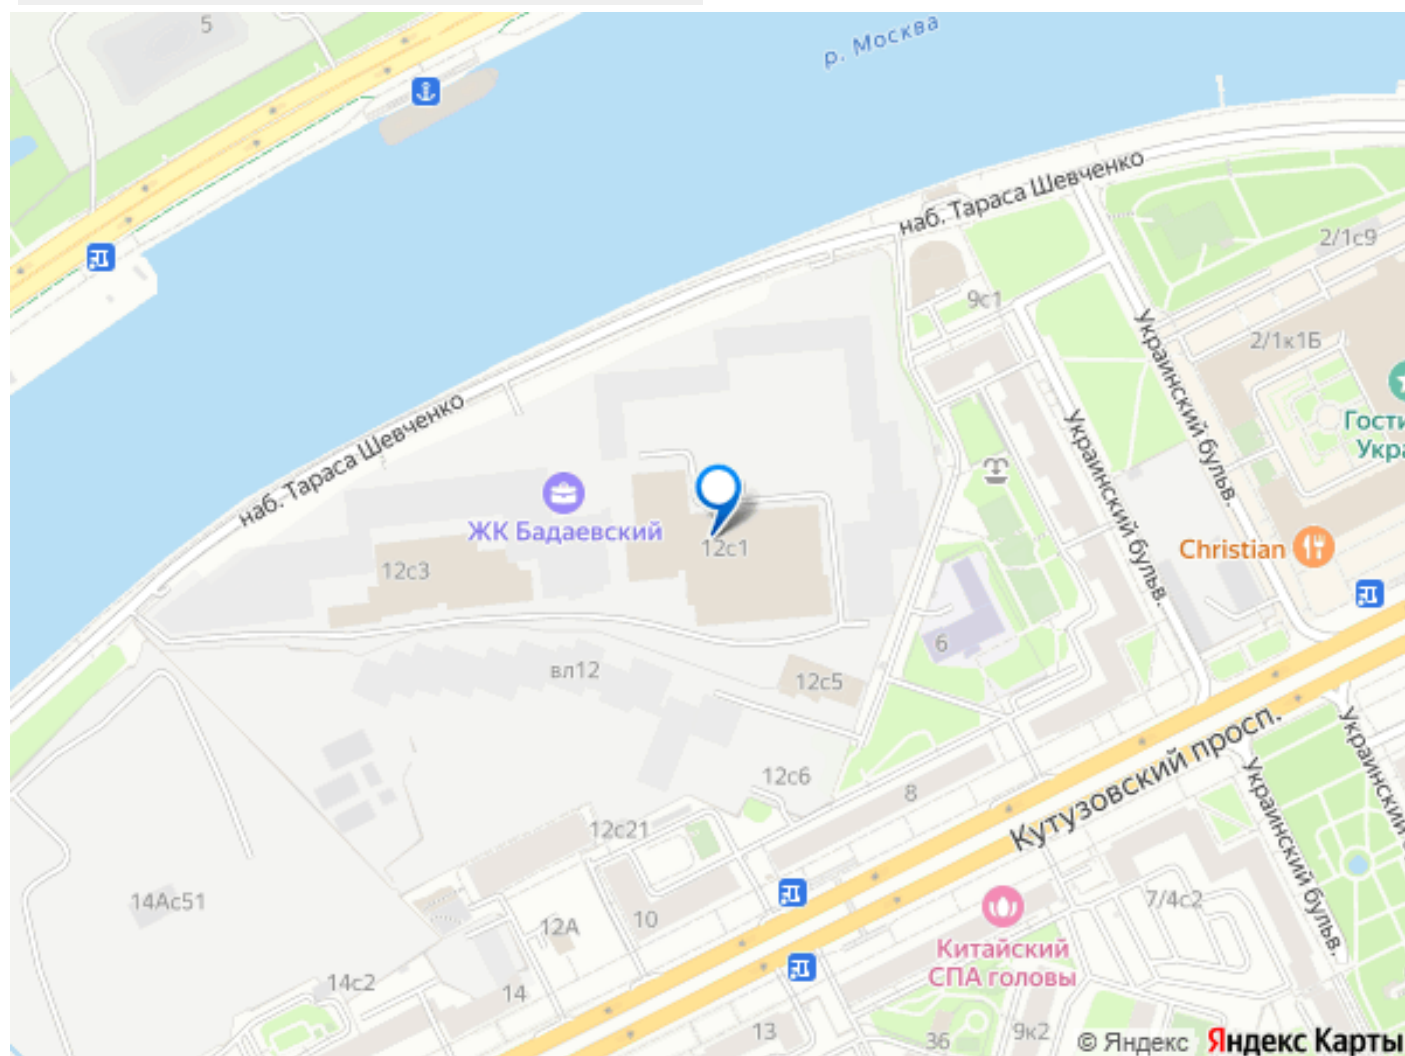 5
р. Москва
наб. Тараса Шевченко
2/1с9
9с1
Украинский бульв.
2/1к1Б
Гости
Укра
наб. Тараса Шевченко
Украинский бульв.
ЖК Бадаевский
12с1
Christian
12с3
6
вл12
12с5
Кутузовский просп.
Украинский
Украинский бульв.
12с6
8
12с21
14Ас51
10
12А
7/4с2
Китайский
СПА головы
14с2
14
13
36
9к2
© Яндекс Яндекс Карты